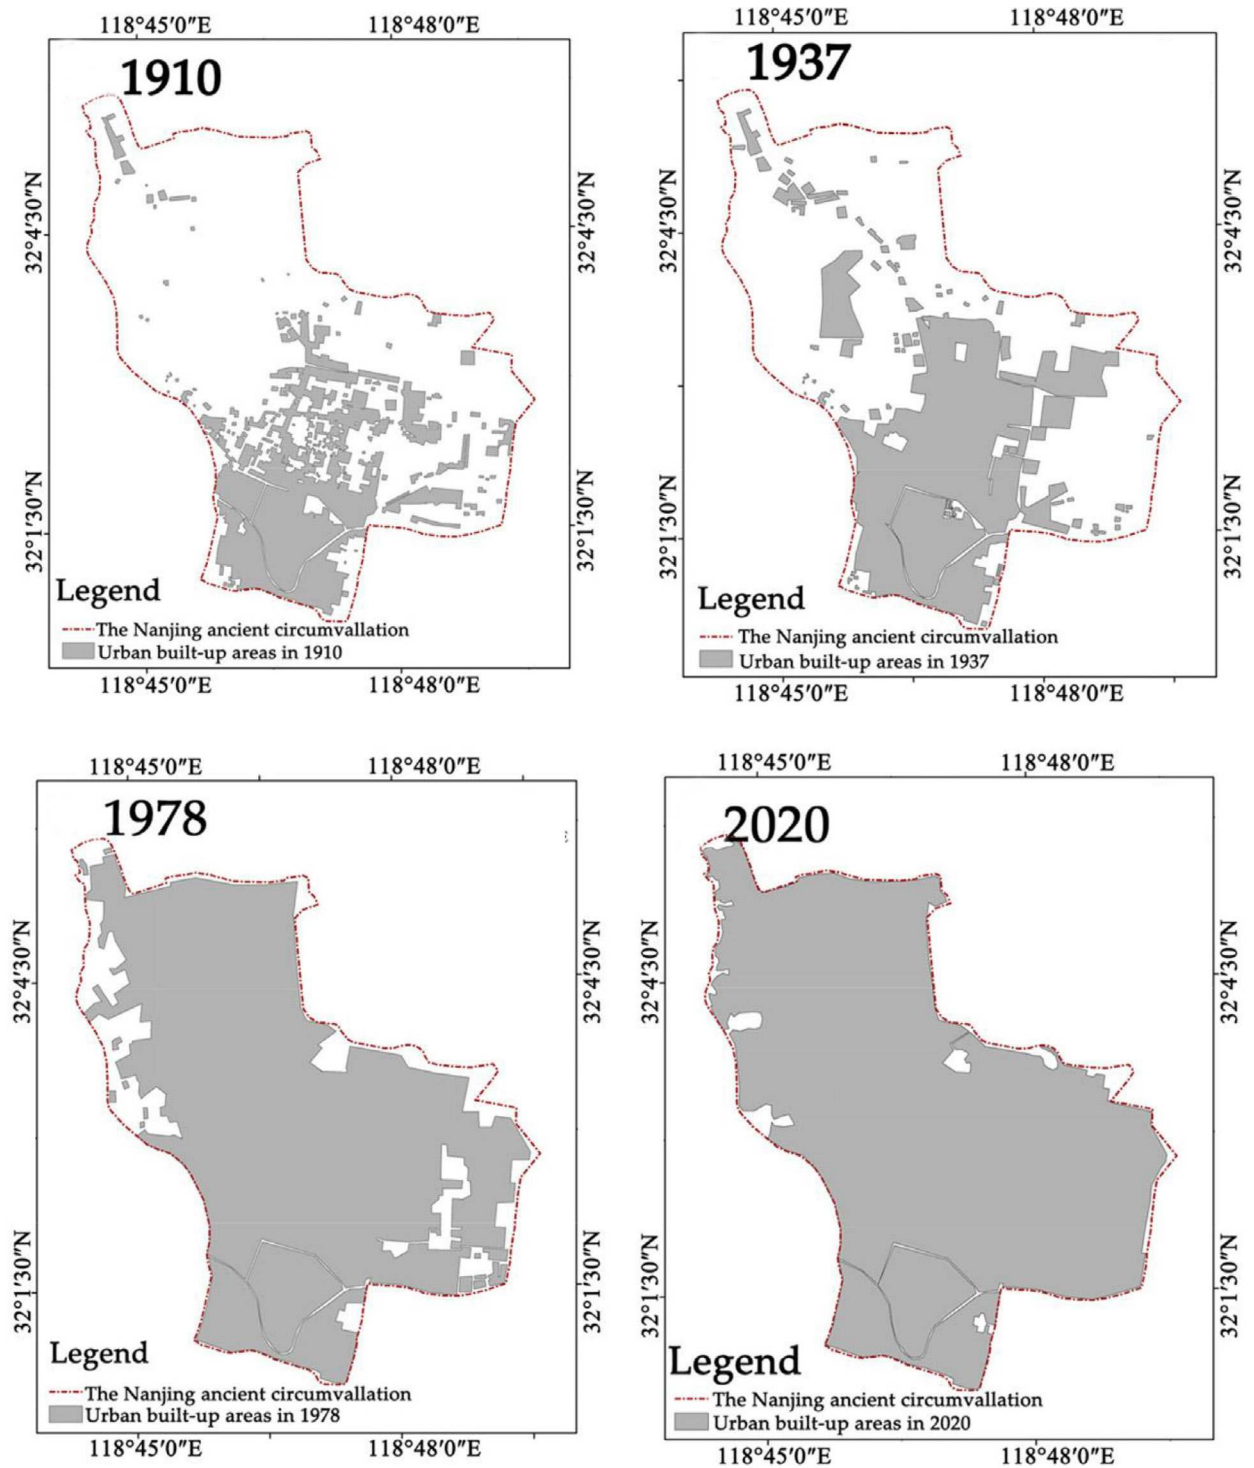 118°45′0″E 118°48′0″E
1910
32°4′30″N 32°4′30″N
32°1′30″N 32°1′30″N
Legend
The Nanjing ancient circumvallation
Urban built-up areas in 1910
118°45′0″E 118°48′0″E
118°45′0″E 118°48′0″E
1937
32°4′30″N 32°4′30″N
32°1′30″N 32°1′30″N
Legend
The Nanjing ancient circumvallation
Urban built-up areas in 1937
118°45′0″E 118°48′0″E
118°45′0″E 118°48′0″E
1978
32°4′30″N 32°4′30″N
32°1′30″N 32°1′30″N
Legend
The Nanjing ancient circumvallation
Urban built-up areas in 1978
118°45′0″E 118°48′0″E
118°45′0″E 118°48′0″E
2020
32°4′30″N 32°4′30″N
32°1′30″N 32°1′30″N
Legend
The Nanjing ancient circumvallation
Urban built-up areas in 2020
118°45′0″E 118°48′0″E